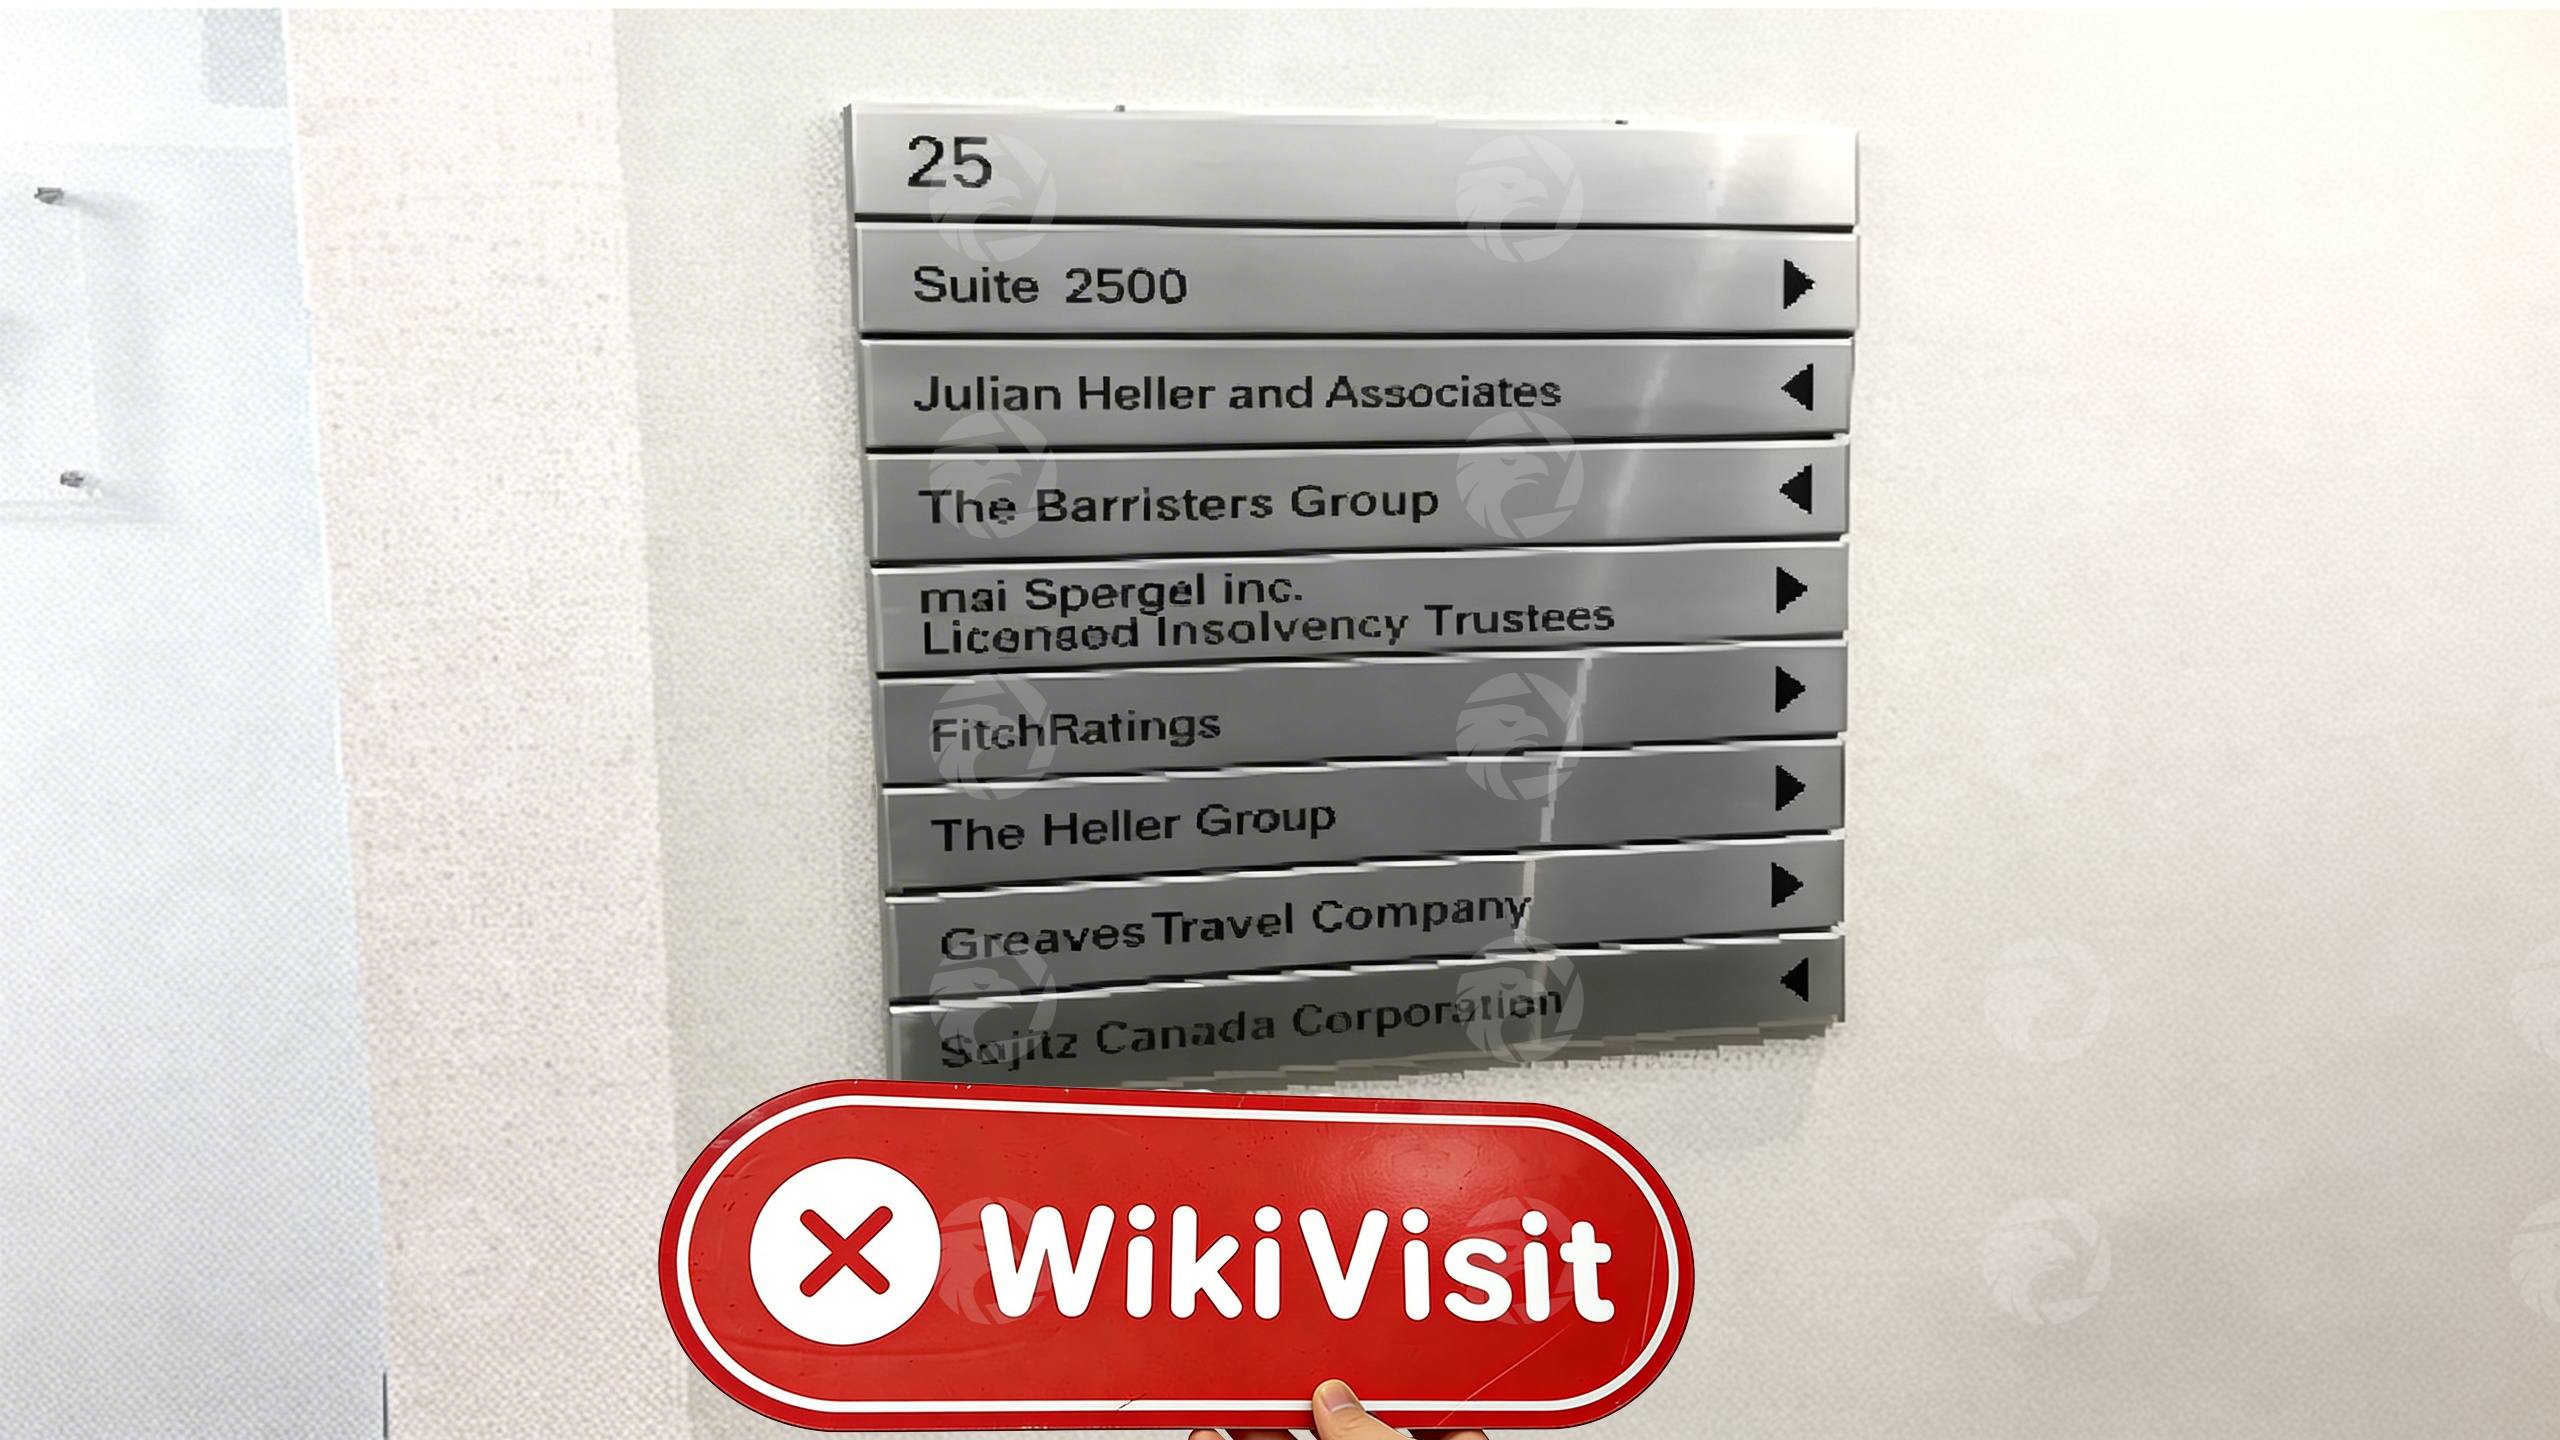 25
Suite 2500
Julian Heller and Associates
The Barristers Group
msi Spergel inc.
Licensed Insolvency Trustees
FitchRatings
The Heller Group
Greaves Travel Company
Sojitz Canada Corporation
WikiVisit